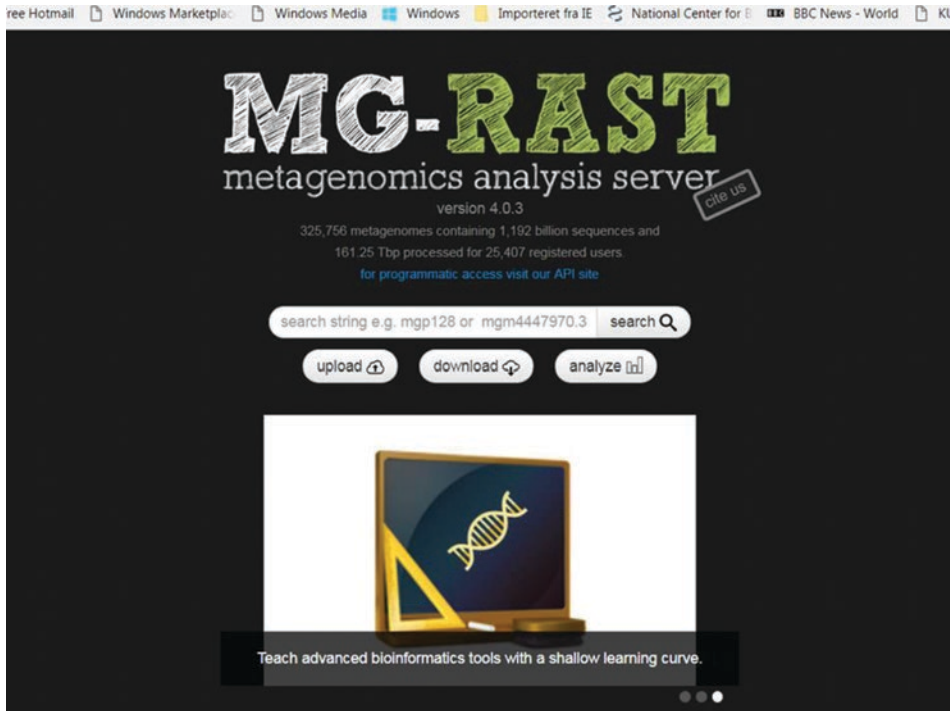 ree Hotmail Windows Marketplac Windows Media Windows Importeret fra IE National Center for B BBC BBC News - World KU
MG-RAST
metagenomics analysis server
cite us
version 4.0.3
325,756 metagenomes containing 1,192 billion sequences and
161.25 Tbp processed for 25,407 registered users.
for programmatic access visit our API site
search string e.g. mgp128 or mgm4447970.3 search
upload download analyze
Teach advanced bioinformatics tools with a shallow learning curve.